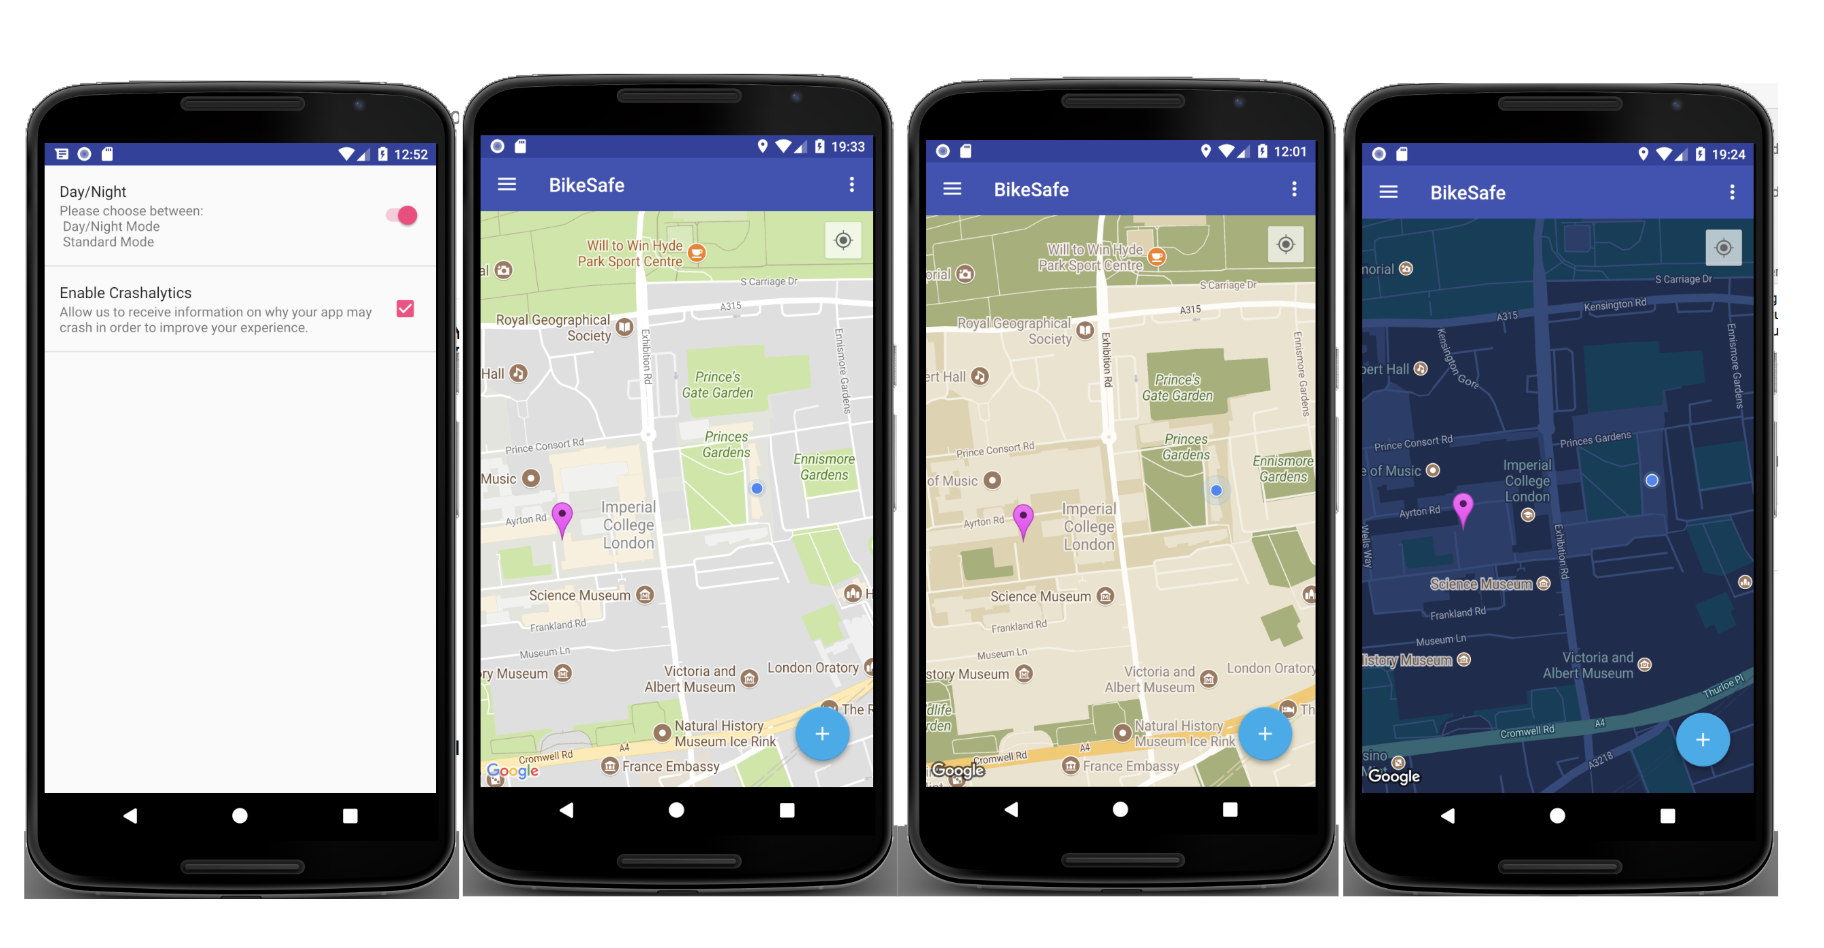 12:52
Day/Night
Please choose between:
Day/Night Mode
Standard Mode
Enable Crashalytics
Allow us to receive information on why your app may
crash in order to improve your experience.
19:33
BikeSafe
Will to Win Hyde
Park Sport Centre
al
S Carriage Dr
A315
Royal Geographical
Society
Exhibition Rd
Ennismore Gardens
Hall
Prince's
Gate Garden
Prince Consort Rd
Princes
Gardens
Ennismore
Gardens
Music
Imperial
College
London
Ayrton Rd
Science Museum
H
Frankland Rd
Museum Ln
ry Museum
Victoria and
Albert Museum
London Oratory
The R
Natural History
Museum Ice Rink
A4
Cromwell Rd
France Embassy
Google
12:01
BikeSafe
Will to Win Hyde
Park Sport Centre
orial
S Carriage Dr
A315
Royal Geographical
Society
Exhibition Rd
Ennismore Gardens
ert Hall
Prince's
Gate Garden
Prince Consort Rd
Princes
Gardens
Ennismore
Gardens
of Music
Imperial
College
London
Ayrton Rd
Science Museum
Frankland Rd
Museum Ln
story Museum
Victoria and
Albert Museum
London Oratory
dlife
rden
Th
Natural History
Museum Ice Rink
A4
Cromwell Rd
France Embassy
Google
19:24
BikeSafe
norial
S Carriage Dr
Kensington Rd
A315
Kensington Gore
Ennismore Gardens
bert Hall
Prince Consort Rd
Princes Gardens
e of Music
Imperial
College
London
Ayrton Rd
Wells Way
Exhibition Rd
Science Museum
Frankland Rd
Museum Ln
istory Museum
Victoria and
Albert Museum
Thurloe Pl
A4
Cromwell Rd
A3218
sino
Google